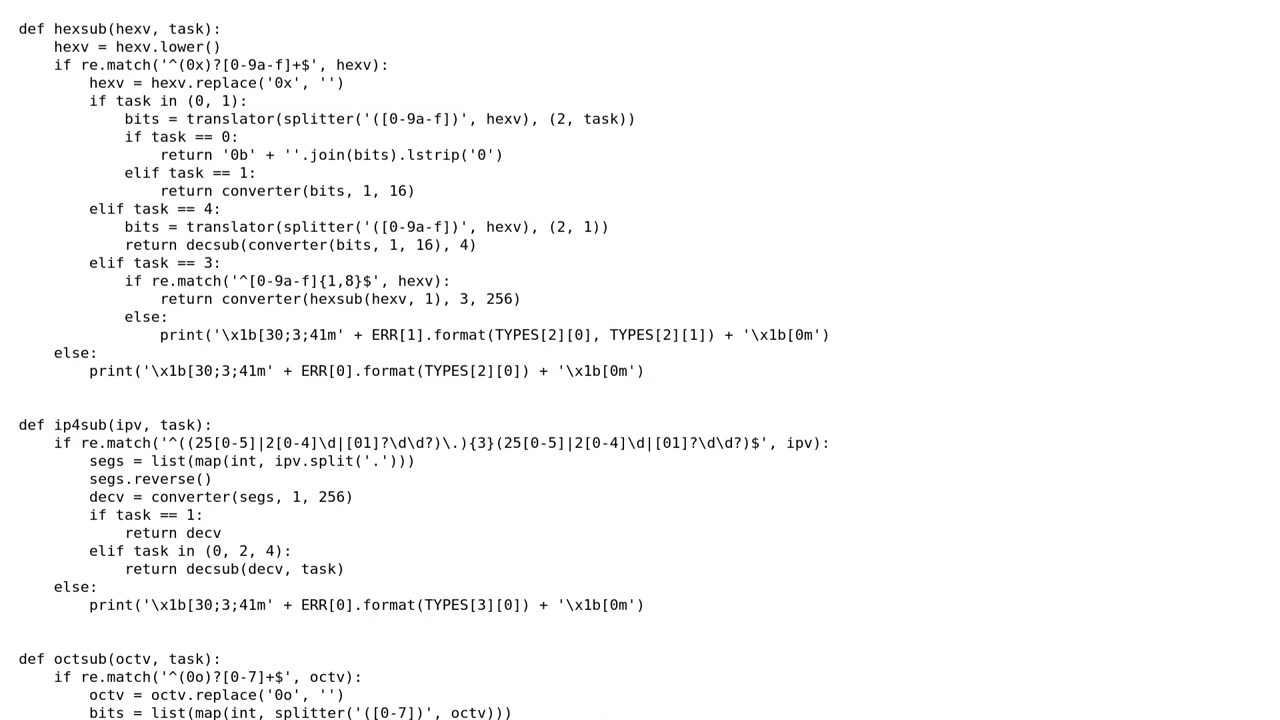 def hexsub(hexv, task):
    hexv = hexv.lower()
    if re.match('^(0x)?[0-9a-f]+$', hexv):
        hexv = hexv.replace('0x', '')
        if task in (0, 1):
            bits = translator(splitter('([0-9a-f])', hexv), (2, task))
            if task == 0:
                return '0b' + ''.join(bits).lstrip('0')
            elif task == 1:
                return converter(bits, 1, 16)
        elif task == 4:
            bits = translator(splitter('([0-9a-f])', hexv), (2, 1))
            return decsub(converter(bits, 1, 16), 4)
        elif task == 3:
            if re.match('^[0-9a-f]{1,8}$', hexv):
                return converter(hexsub(hexv, 1), 3, 256)
            else:
                print('\x1b[30;3;41m' + ERR[1].format(TYPES[2][0], TYPES[2][1]) + '\x1b[0m')
    else:
        print('\x1b[30;3;41m' + ERR[0].format(TYPES[2][0]) + '\x1b[0m')


def ip4sub(ipv, task):
    if re.match('^((25[0-5]|2[0-4]\d|[01]?\d\d?)\.){3}(25[0-5]|2[0-4]\d|[01]?\d\d?)$', ipv):
        segs = list(map(int, ipv.split('.')))
        segs.reverse()
        decv = converter(segs, 1, 256)
        if task == 1:
            return decv
        elif task in (0, 2, 4):
            return decsub(decv, task)
    else:
        print('\x1b[30;3;41m' + ERR[0].format(TYPES[3][0]) + '\x1b[0m')


def octsub(octv, task):
    if re.match('^(0o)?[0-7]+$', octv):
        octv = octv.replace('0o', '')
        bits = list(map(int, splitter('([0-7])', octv)))